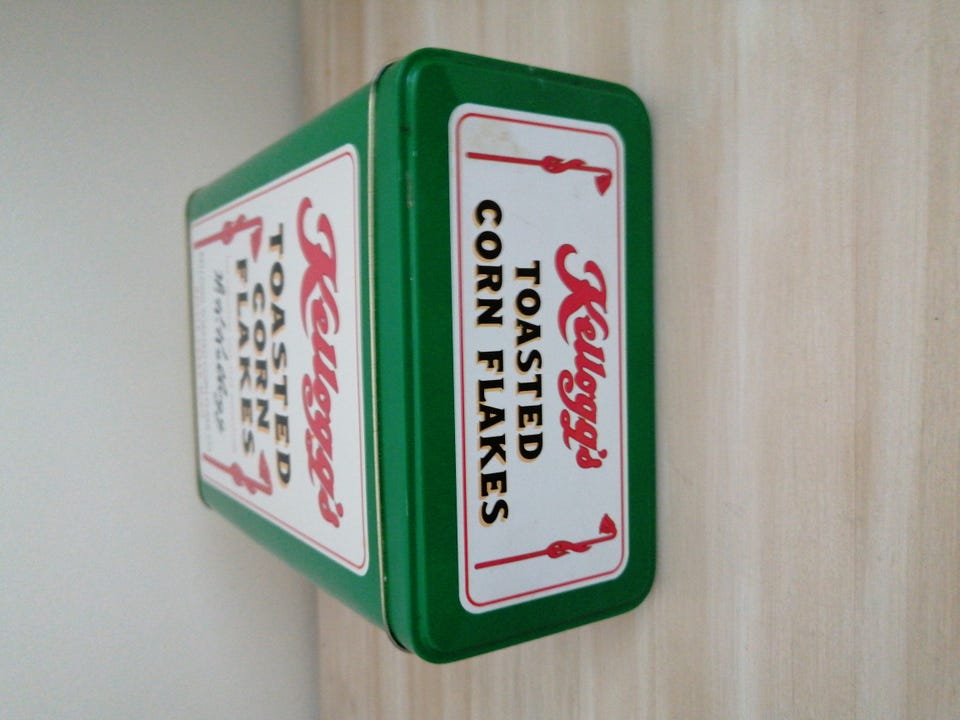 Kellogg's
TOASTED
CORN FLAKES
Kellogg's
TOASTED
CORN
FLAKES